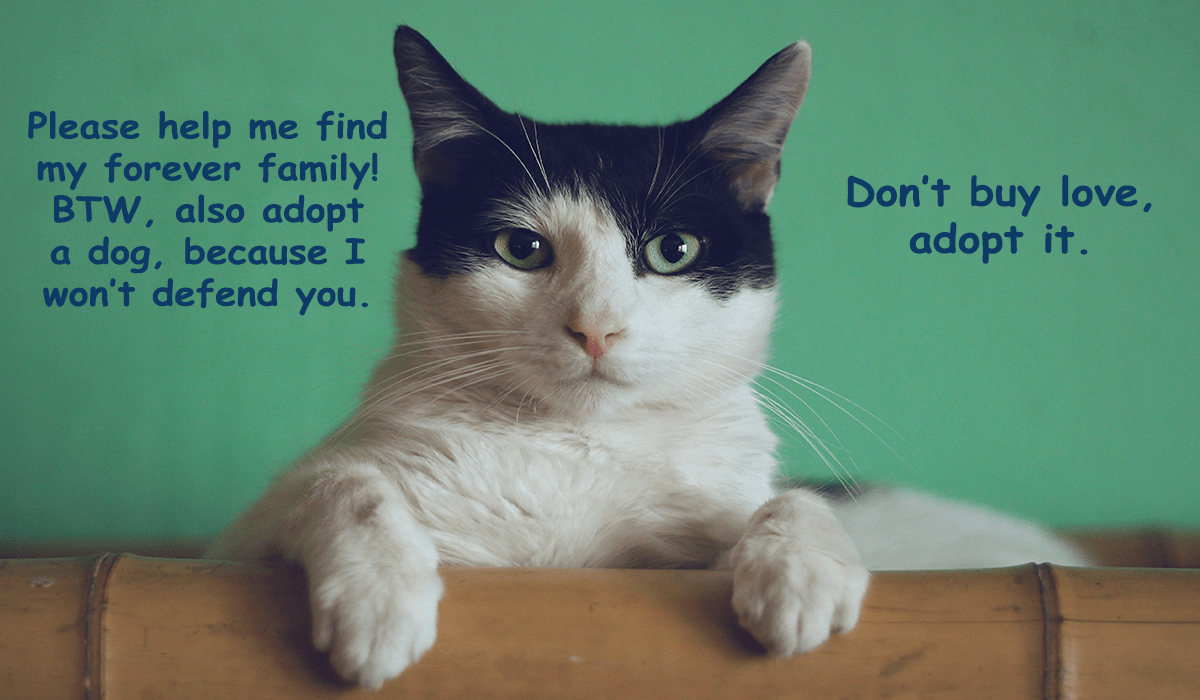 Please help me find
my forever family!
BTW, also adopt
a dog, because I
won't defend you.
Don't buy love,
adopt it.